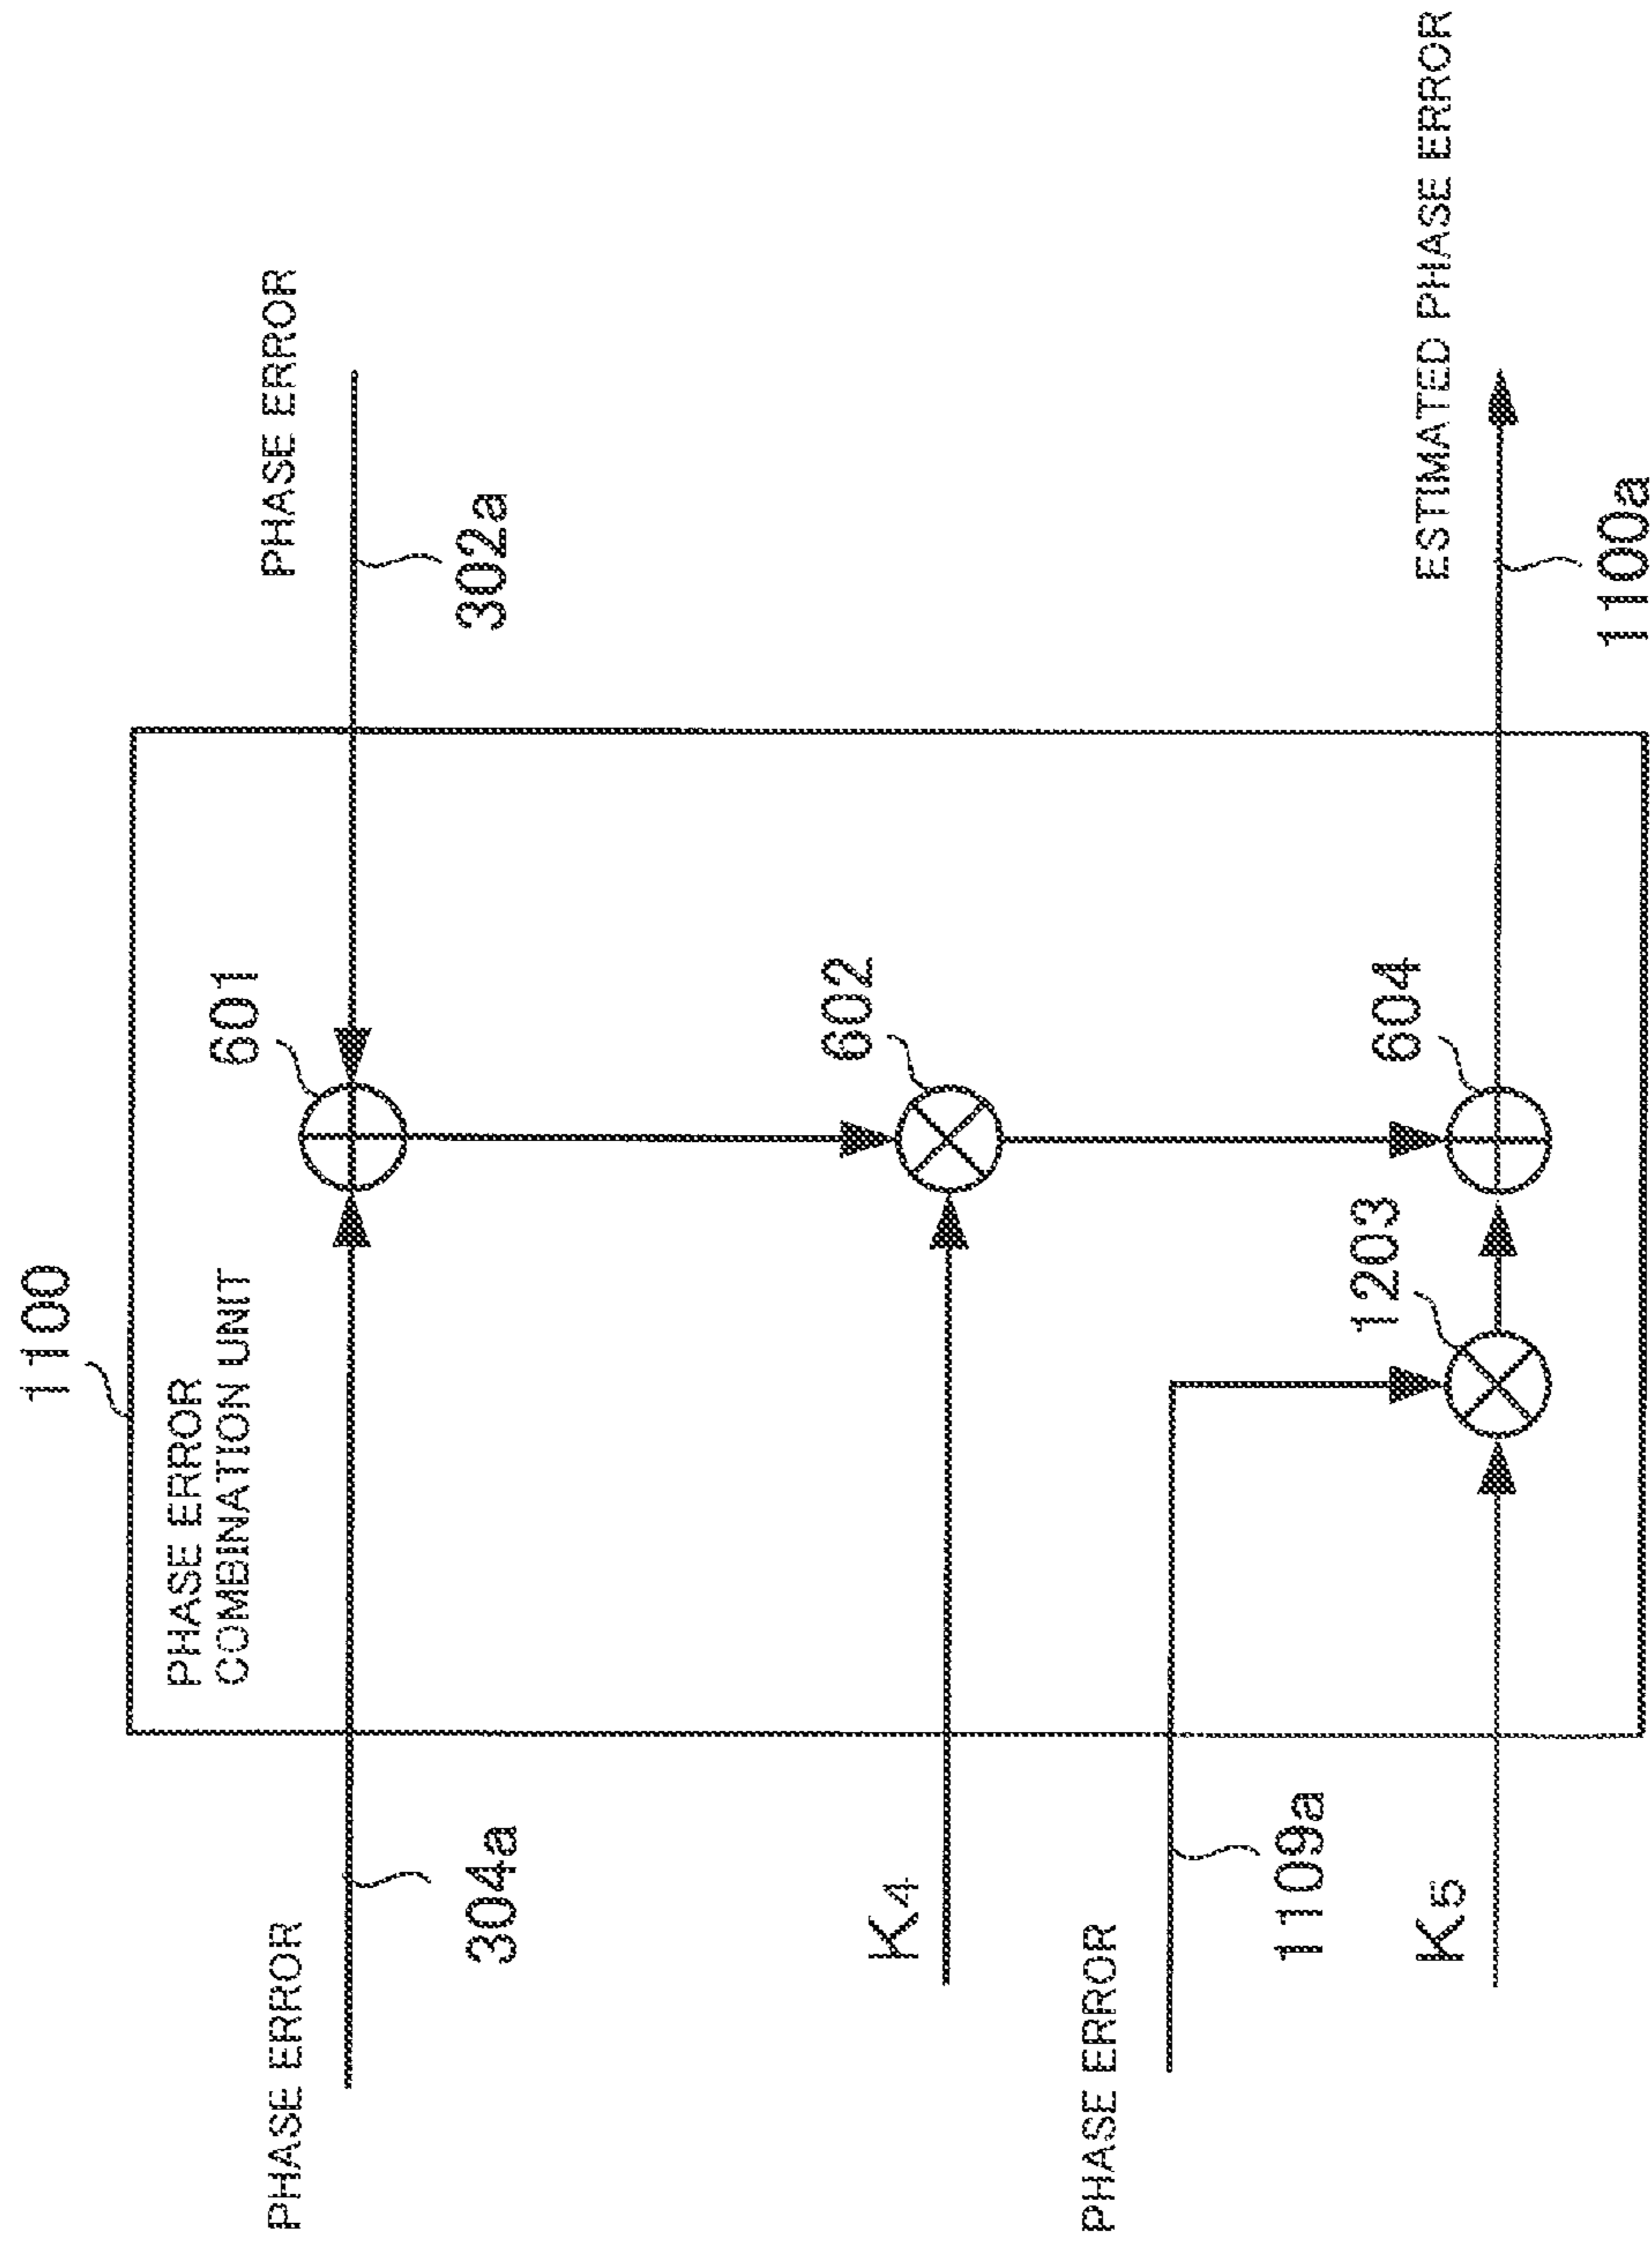 1100
PHASE ERROR
COMBINATION UNIT
PHASE ERROR
304a
601
PHASE ERROR
302a
K4
602
PHASE ERROR
1109a
K5
1203
604
ESTIMATED PHASE ERROR
1100a